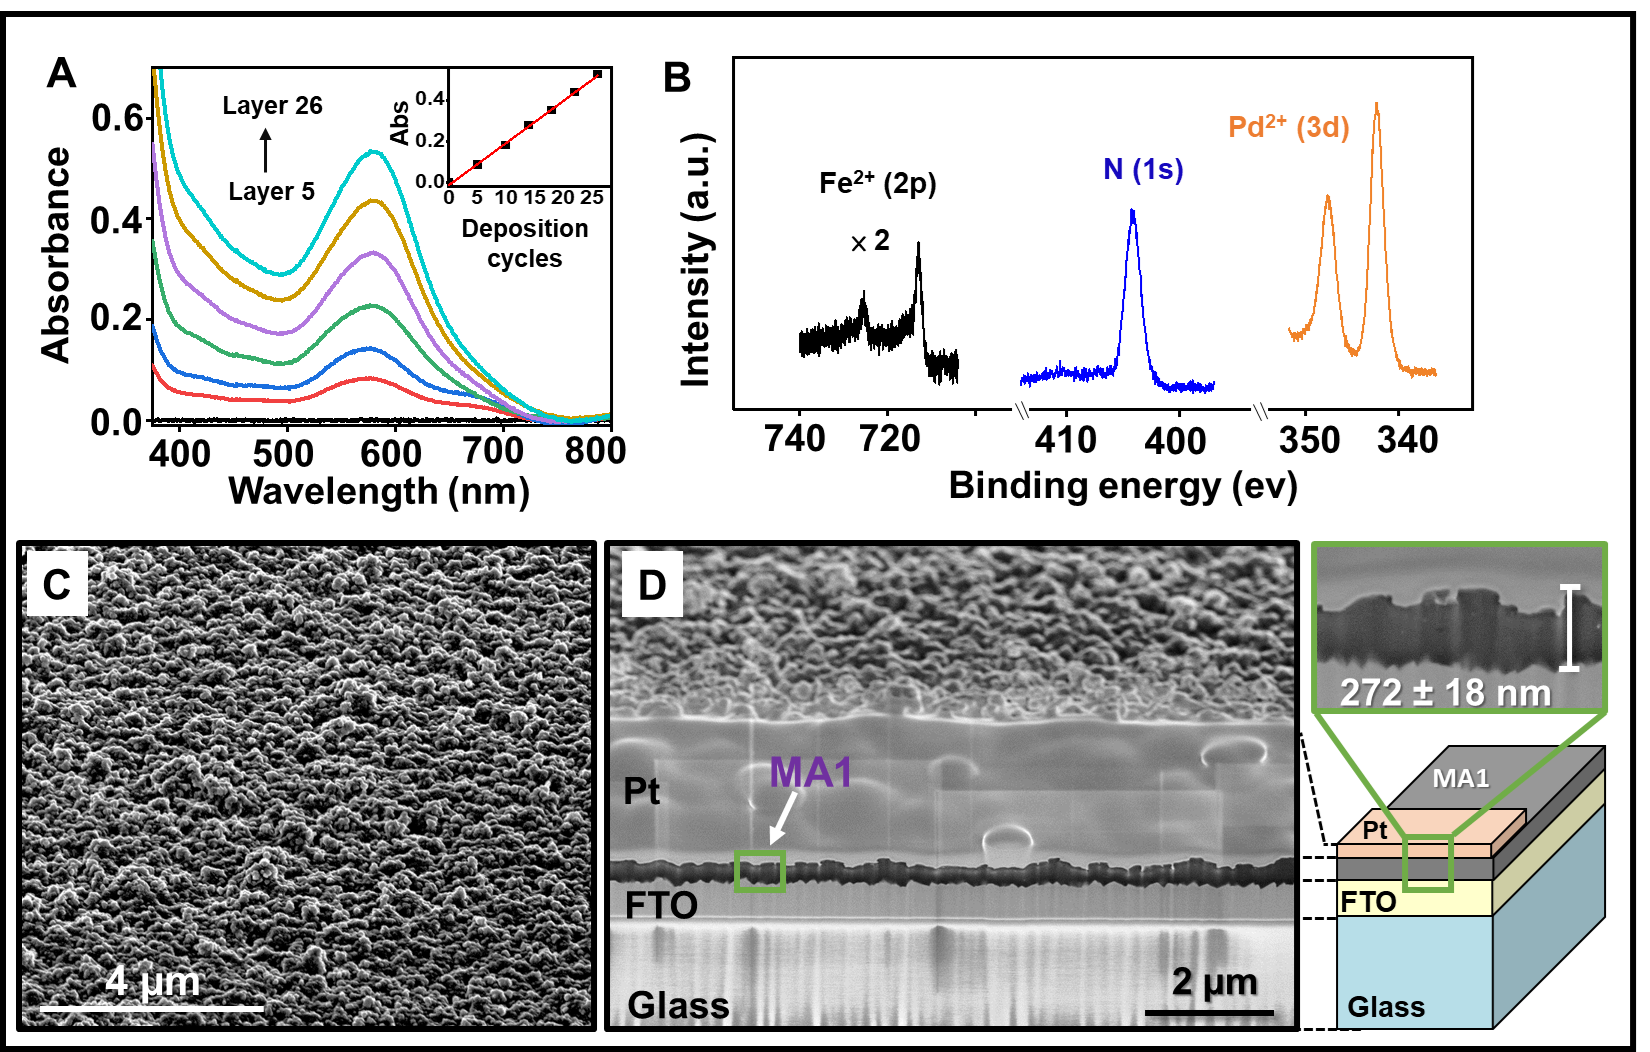 A
Layer 26
Layer 5
0.6
0.4
0.2
0.0
Absorbance
400 500 600 700 800
Wavelength (nm)
Abs
0.4
0.2
0.0
0 5 10 15 20 25
Deposition
cycles
B
Intensity (a.u.)
Fe²⁺ (2p)
× 2
N (1s)
Pd²⁺ (3d)
740 720 410 400 350 340
Binding energy (ev)
C
4 µm
D
Pt
MA1
FTO
Glass
2 µm
272 ± 18 nm
MA1
Pt
FTO
Glass